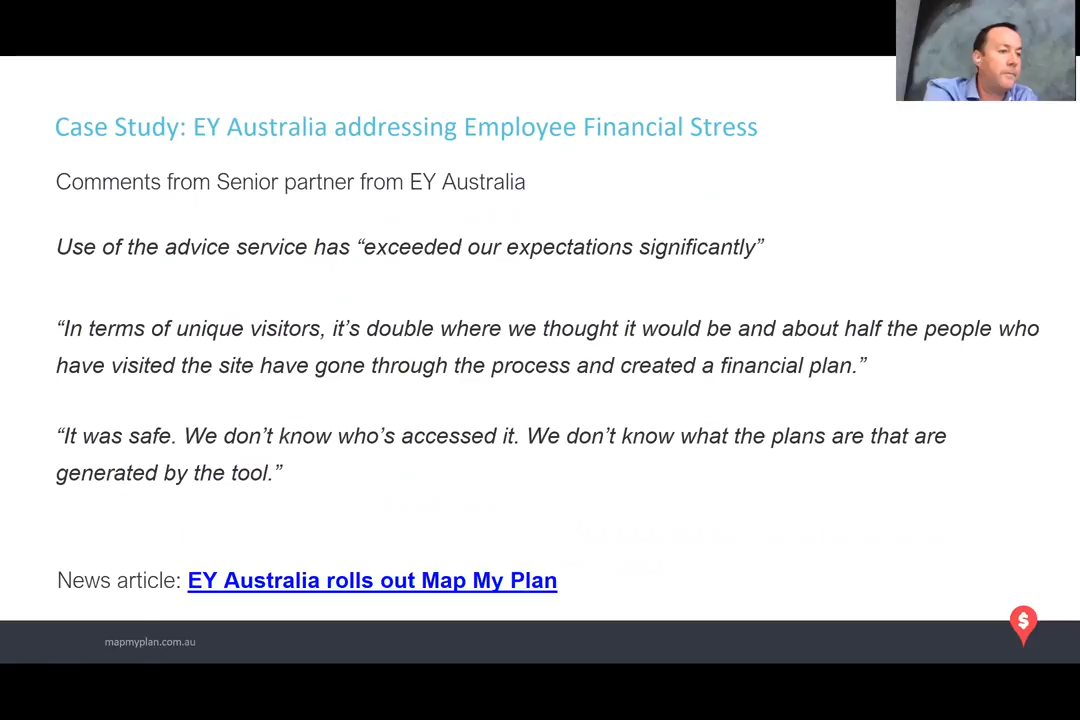 Case Study: EY Australia addressing Employee Financial Stress
Comments from Senior partner from EY Australia
Use of the advice service has “exceeded our expectations significantly”
“In terms of unique visitors, it’s double where we thought it would be and about half the people who
have visited the site have gone through the process and created a financial plan.”
“It was safe. We don’t know who’s accessed it. We don’t know what the plans are that are
generated by the tool.”
News article: EY Australia rolls out Map My Plan
mapmyplan.com.au
$